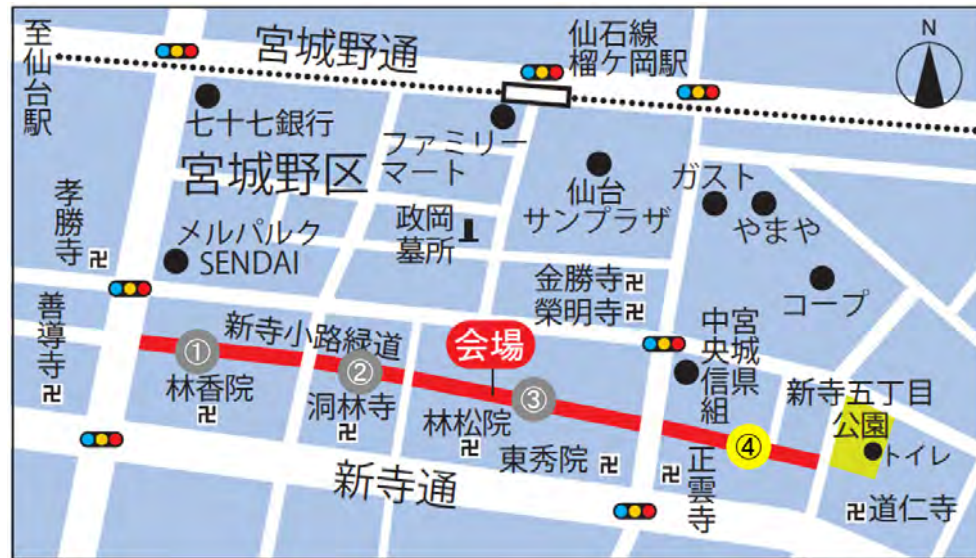 至仙台駅
宮城野通
仙石線
榴ケ岡駅
N
七十七銀行
ファミリー
マート
宮城野区
仙台
サンプラザ
ガスト
やまや
孝勝寺
メルパルク
SENDAI
政岡
墓所
金勝寺
榮明寺
コープ
善導寺
新寺小路緑道
会場
宮城県
中央信組
新寺五丁目
公園
①
林香院
②
洞林寺
③
林松院
東秀院
④
トイレ
正雲寺
道仁寺
新寺通